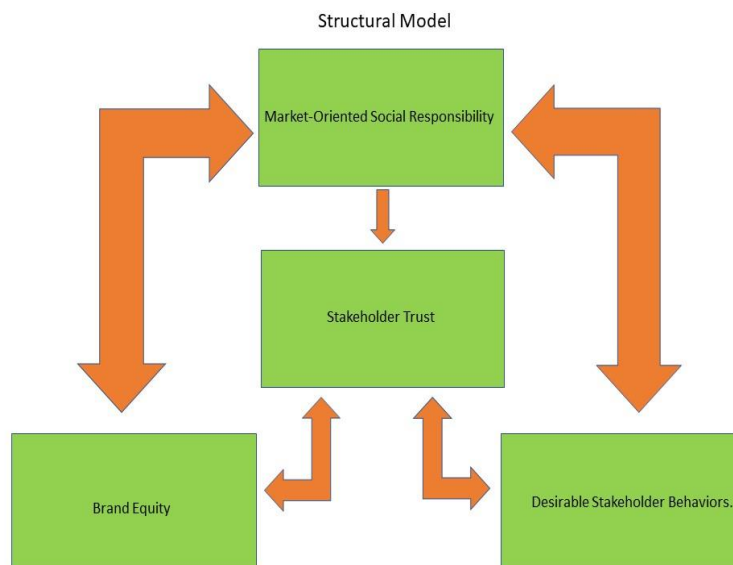 Structural Model
Market-Oriented Social Responsibility
Stakeholder Trust
Brand Equity
Desirable Stakeholder Behaviors.